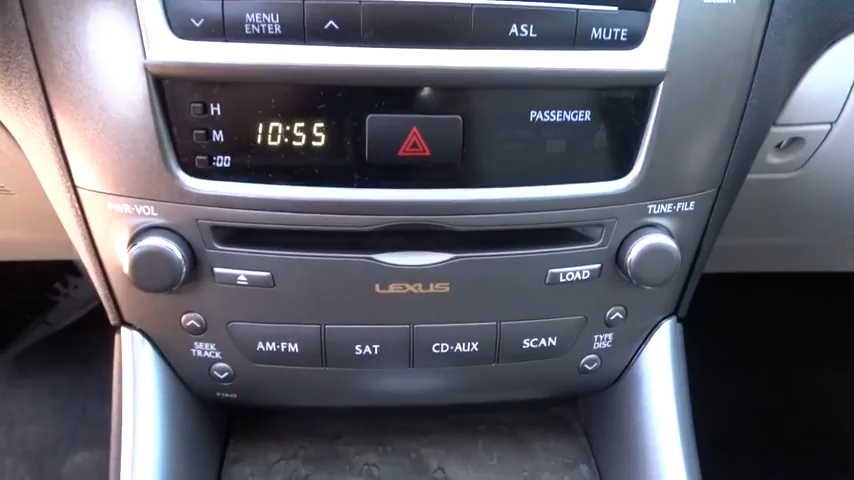 MENU
ENTER
ASL
MUTE
H
M
:00
10:55
PASSENGER
PWR·VOL
TUNE·FILE
LOAD
LEXUS
SEEK
TRACK
AM·FM
SAT
CD·AUX
SCAN
TYPE
DISC